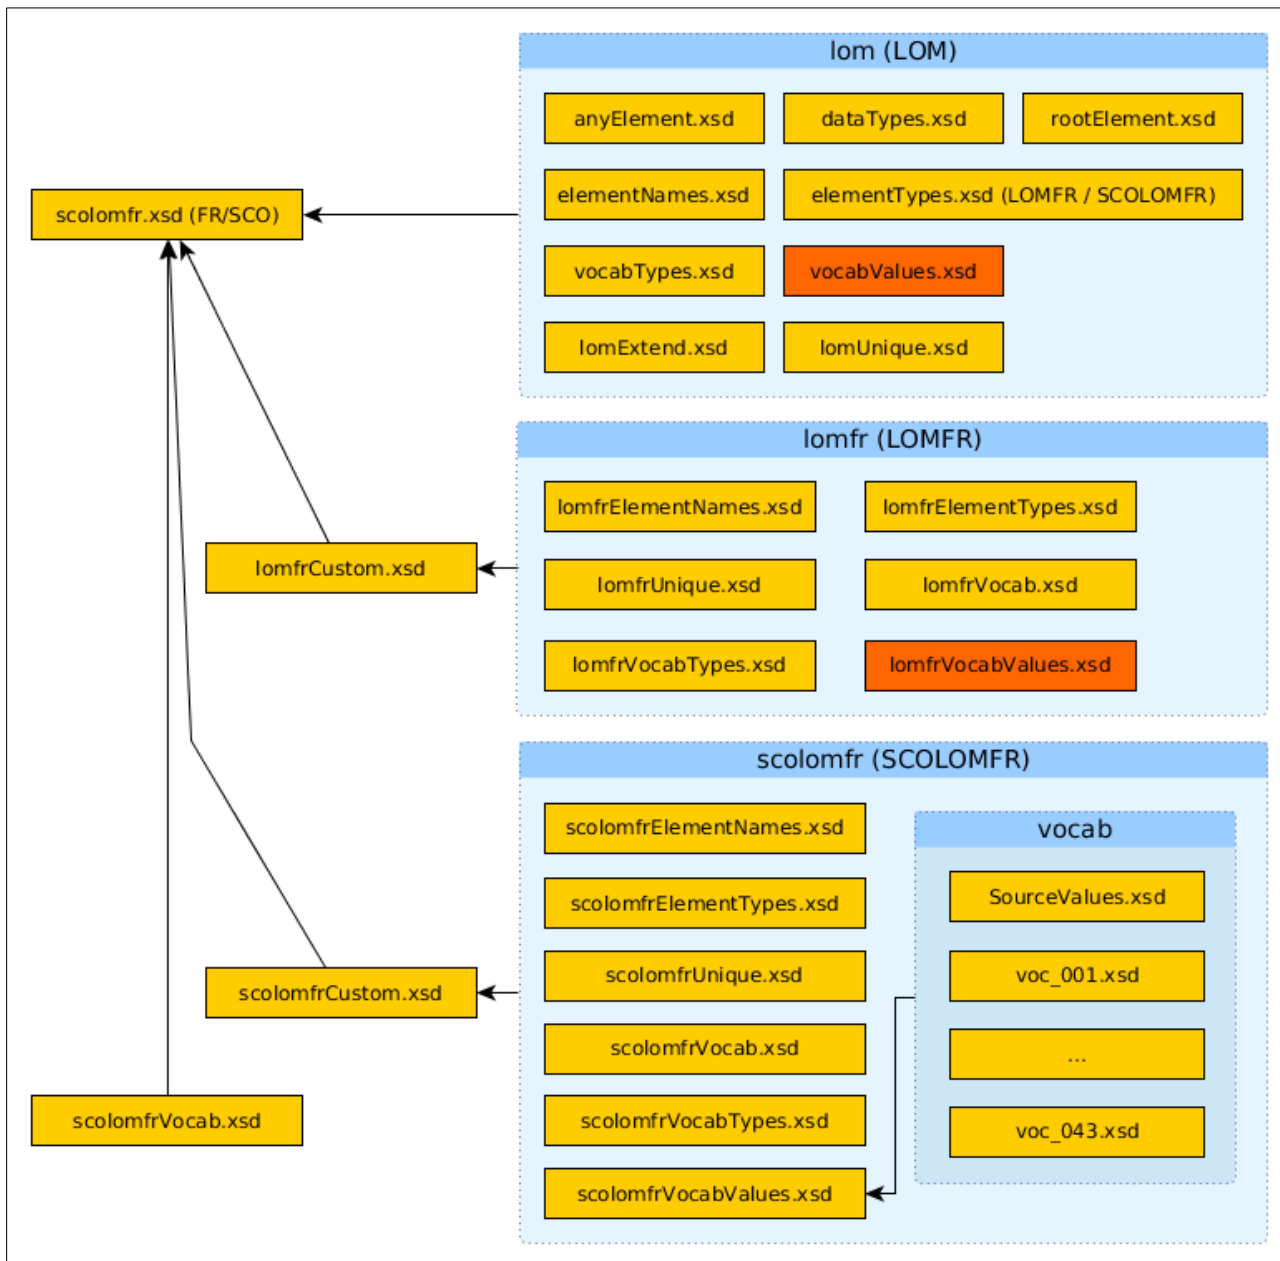 lom (LOM)
anyElement.xsd
dataTypes.xsd
rootElement.xsd
elementNames.xsd
elementTypes.xsd (LOMFR / SCOLOMFR)
scolomfr.xsd (FR/SCO)
vocabTypes.xsd
vocabValues.xsd
lomExtend.xsd
lomUnique.xsd
lomfr (LOMFR)
lomfrElementNames.xsd
lomfrElementTypes.xsd
lomfrCustom.xsd
lomfrUnique.xsd
lomfrVocab.xsd
lomfrVocabTypes.xsd
lomfrVocabValues.xsd
scolomfr (SCOLOMFR)
scolomfrElementNames.xsd
scolomfrElementTypes.xsd
scolomfrUnique.xsd
scolomfrCustom.xsd
scolomfrVocab.xsd
scolomfrVocabTypes.xsd
scolomfrVocabValues.xsd
vocab
SourceValues.xsd
voc_001.xsd
...
voc_043.xsd
scolomfrVocab.xsd